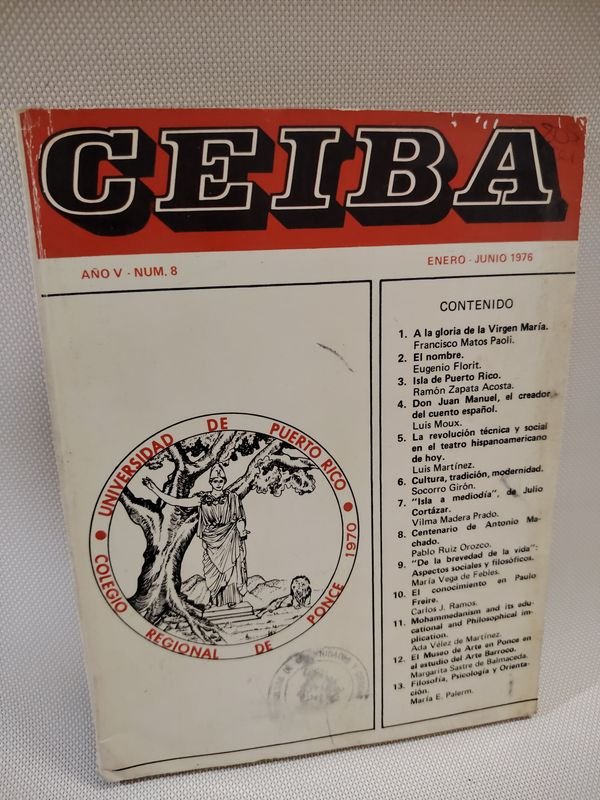 CEIBA
AÑO V - NUM. 8
ENERO - JUNIO 1976
CONTENIDO
1. A la gloria de la Virgen María.
Francisco Matos Paoli.
2. El nombre.
Eugenio Florit.
3. Isla de Puerto Rico.
Ramón Zapata Acosta.
4. Don Juan Manuel, el creador
del cuento español.
Luis Moux.
5. La revolución técnica y social
en el teatro hispanoamericano
de hoy.
Luis Martínez.
6. Cultura, tradición, modernidad.
Socorro Girón.
7. "Isla a mediodía", de Julio
Cortázar.
Vilma Madera Prado.
8. Centenario de Antonio Ma-
chado.
Pablo Ruiz Orozco.
9. "De la brevedad de la vida":
Aspectos sociales y filosóficos.
María Vega de Febles.
10. El conocimiento en Paulo
Freire.
Carlos J. Ramos.
11. Mohammedanism and its edu-
cational and Philosophical im-
plication.
Ada Vélez de Martínez.
12. El Museo de Arte en Ponce en
el estudio del Arte Barroco.
Margarita Sastre de Balmaceda.
13. Filosofía, Psicología y Orienta-
ción.
María E. Palerm.
UNIVERSIDAD DE PUERTO RICO
COLEGIO REGIONAL DE PONCE 1970